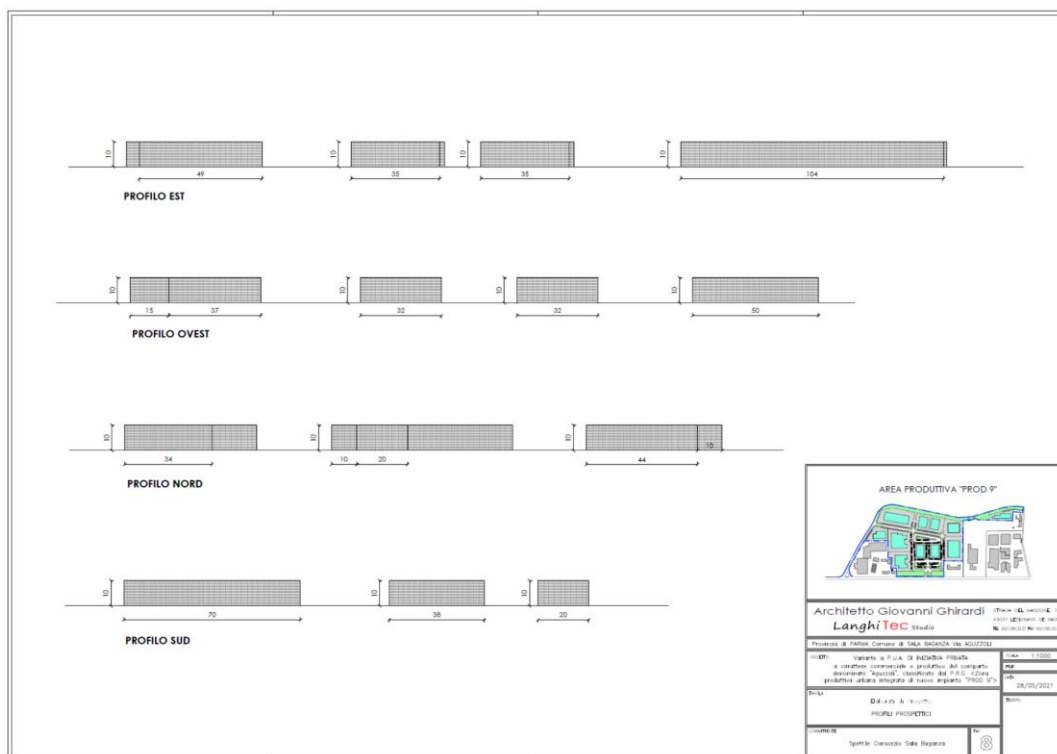 10 10 10 10
49 35 35 104
PROFILO EST
10 10 10 10
15 37 32 32 50
PROFILO OVEST
10 10 10
34 10 20 44 10
PROFILO NORD
10 10 10
70 38 20
PROFILO SUD
AREA PRODUTTIVA "PROD 9"
Architetto Giovanni Ghirardi
LanghiTec Studio
Provincia di PARMA Comune di SALA BAGANZA Via AGUZZOLI
Variante a P.U.A. DI INIZIATIVA PRIVATA
a carattere commerciale e produttivo del comparto
denominato "Aguzzoli", classificato dal P.R.G. <Zona
produttiva urbana integrata di nuovo impianto "PROD 9">
SCALA 1:1000
28/05/2021
Elaborati di Progetto
PROFILI PROSPETTICI
Spett.le Consorzio Sala Baganza
8